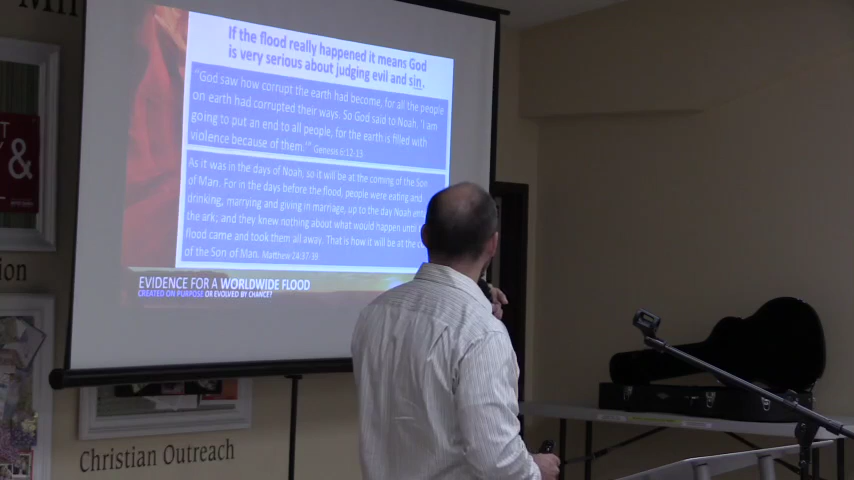 If the flood really happened it means God
is very serious about judging evil and sin.
"God saw how corrupt the earth had become, for all the people
on earth had corrupted their ways. So God said to Noah, 'I am
going to put an end to all people, for the earth is filled with
violence because of them.'" Genesis 6:12-13
As it was in the days of Noah, so it will be at the coming of the Son
of Man. For in the days before the flood, people were eating and
drinking, marrying and giving in marriage, up to the day Noah
the ark; and they knew nothing about what would happen until
flood came and took them all away. That is how it will be at the
of the Son of Man. Matthew 24:37-39
EVIDENCE FOR A WORLDWIDE FLOOD
CREATED ON PURPOSE OR EVOLVED BY CHANCE?
&
Christian Outreach